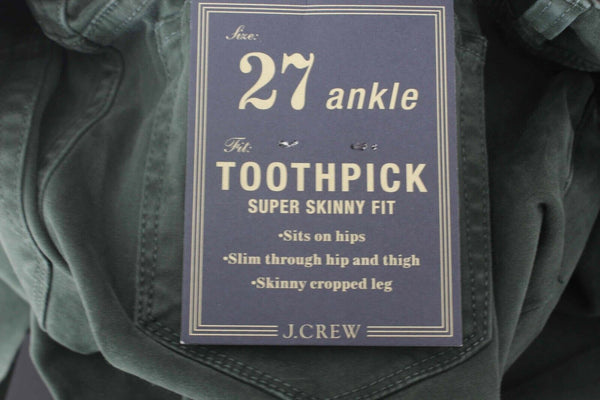 Size:
27 ankle
Fit:
TOOTHPICK
SUPER SKINNY FIT
•Sits on hips
•Slim through hip and thigh
•Skinny cropped leg
J.CREW